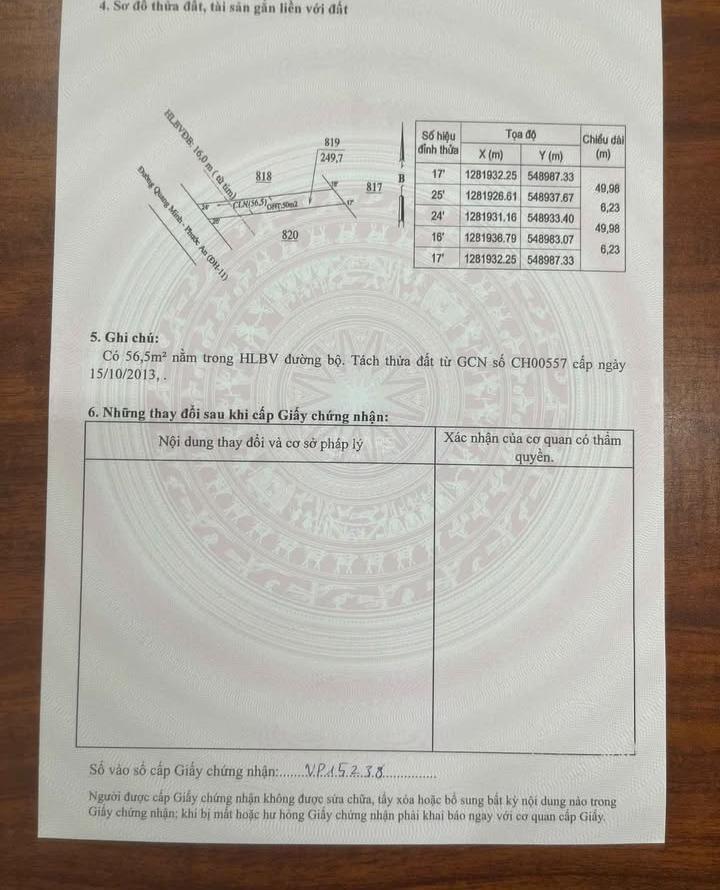 4. Sơ đồ thửa đất, tài sản gắn liền với đất
HLBVĐB: 16,0 m ( từ tim)
Đường Quang Minh - Phước An (ĐH-11)
818
819
249,7
817
CLN(56,5)
ONT:50m2
24'
25'
16'
17'
820
B
Số hiệu đỉnh thửa Tọa độ Chiều dài (m)
X (m) Y (m)
17' 1281932.25 548987.33
49,98
25' 1281926.61 548937.67
6,23
24' 1281931.16 548933.40
49,98
16' 1281936.79 548983.07
6,23
17' 1281932.25 548987.33
5. Ghi chú:
Có 56,5m² nằm trong HLBV đường bộ. Tách thửa đất từ GCN số CH00557 cấp ngày
15/10/2013, .
6. Những thay đổi sau khi cấp Giấy chứng nhận:
Nội dung thay đổi và cơ sở pháp lý
Xác nhận của cơ quan có thẩm
quyền.
Số vào sổ cấp Giấy chứng nhận:.......VP15238...............
Người được cấp Giấy chứng nhận không được sửa chữa, tẩy xóa hoặc bổ sung bất kỳ nội dung nào trong
Giấy chứng nhận; khi bị mất hoặc hư hỏng Giấy chứng nhận phải khai báo ngay với cơ quan cấp Giấy.